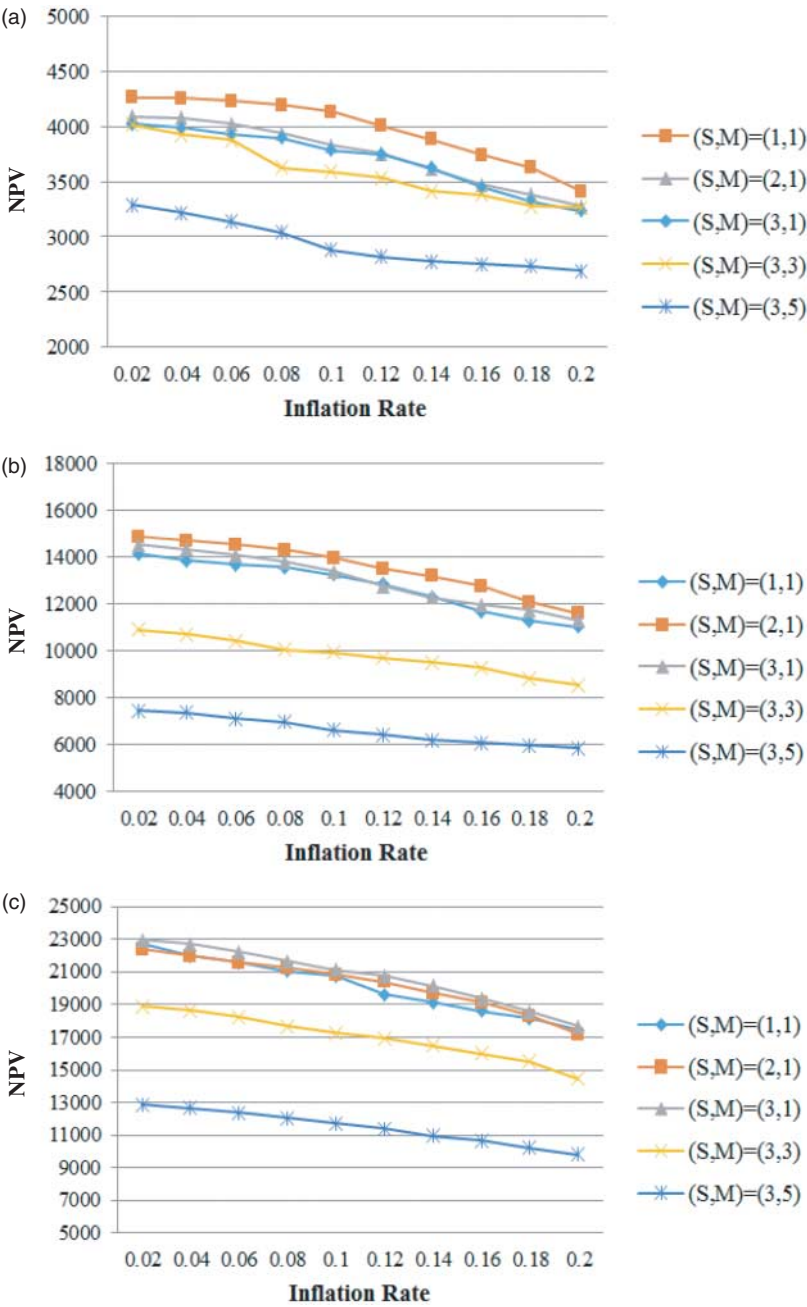 (a)
5000
4500
4000
3500
3000
2500
2000
NPV
0.02 0.04 0.06 0.08 0.1 0.12 0.14 0.16 0.18 0.2
Inflation Rate
(S,M)=(1,1)
(S,M)=(2,1)
(S,M)=(3,1)
(S,M)=(3,3)
(S,M)=(3,5)
(b)
18000
16000
14000
12000
10000
8000
6000
4000
NPV
0.02 0.04 0.06 0.08 0.1 0.12 0.14 0.16 0.18 0.2
Inflation Rate
(S,M)=(1,1)
(S,M)=(2,1)
(S,M)=(3,1)
(S,M)=(3,3)
(S,M)=(3,5)
(c)
25000
23000
21000
19000
17000
15000
13000
11000
9000
7000
5000
NPV
0.02 0.04 0.06 0.08 0.1 0.12 0.14 0.16 0.18 0.2
Inflation Rate
(S,M)=(1,1)
(S,M)=(2,1)
(S,M)=(3,1)
(S,M)=(3,3)
(S,M)=(3,5)